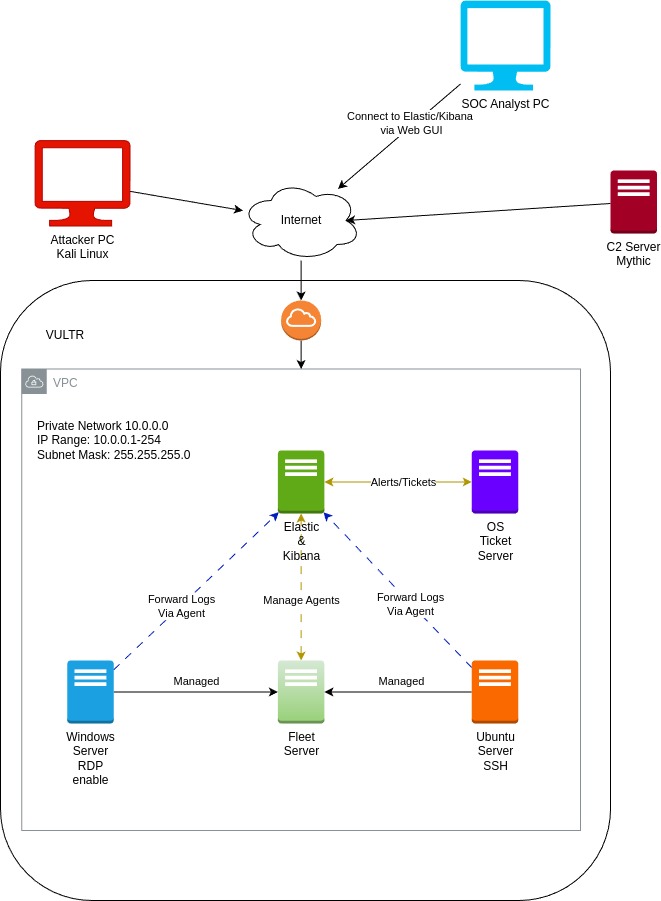 SOC Analyst PC
Connect to Elastic/Kibana
via Web GUI
Internet
Attacker PC
Kali Linux
C2 Server
Mythic
VULTR
VPC
Private Network 10.0.0.0
IP Range: 10.0.0.1-254
Subnet Mask: 255.255.255.0
Alerts/Tickets
Elastic
&
Kibana
OS
Ticket
Server
Forward Logs
Via Agent
Manage Agents
Forward Logs
Via Agent
Managed
Managed
Windows
Server
RDP
enable
Fleet
Server
Ubuntu
Server
SSH